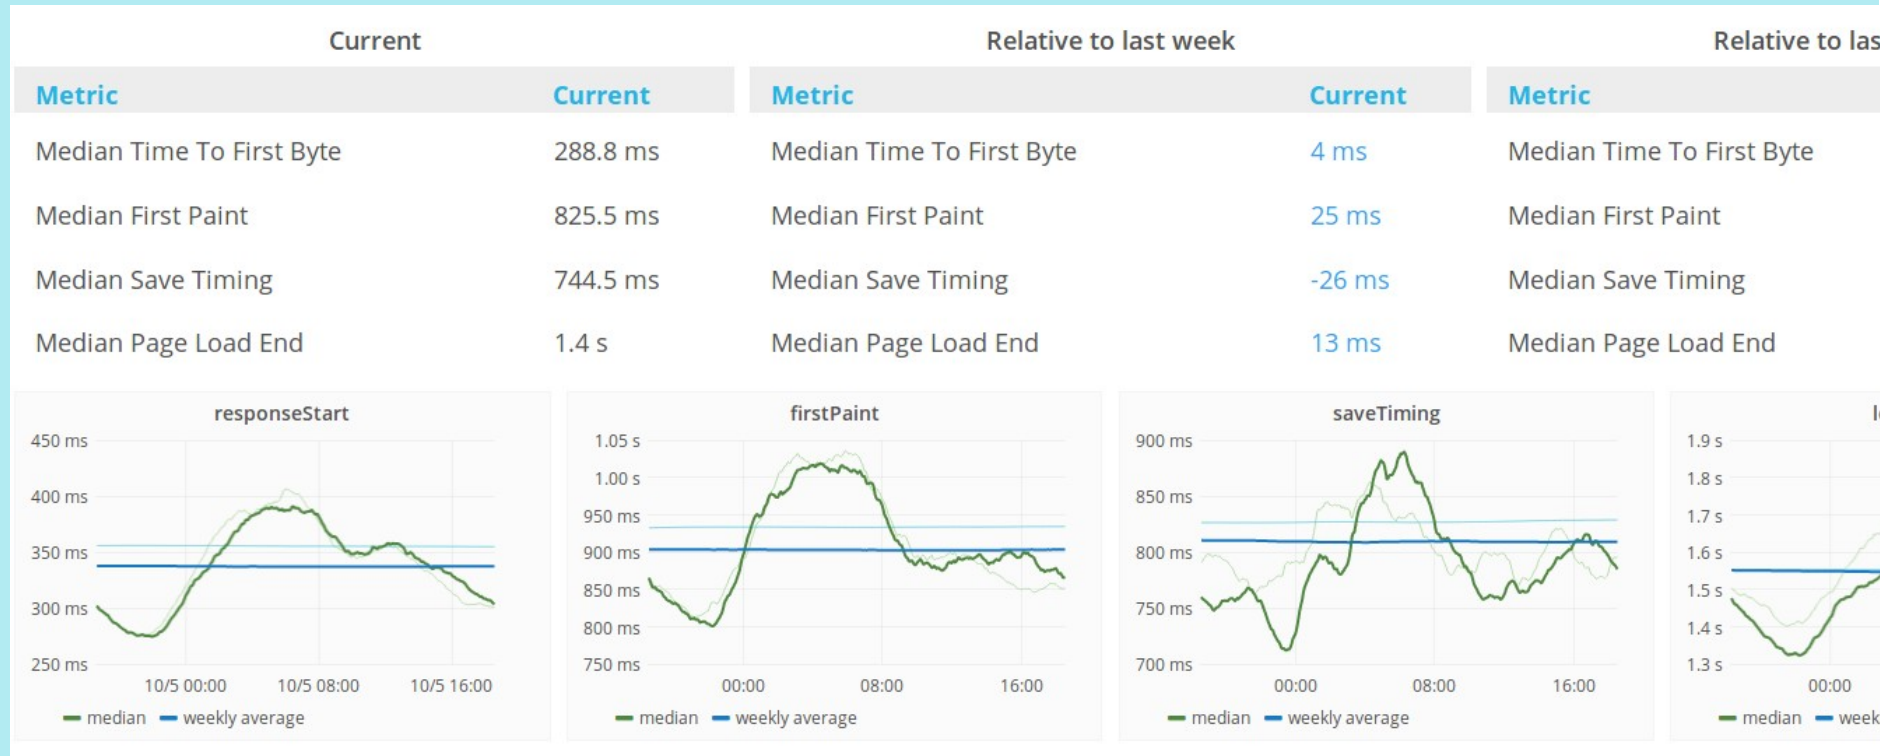 Current
Relative to last week
Relative to las
Metric Current Metric Current Metric
Median Time To First Byte 288.8 ms Median Time To First Byte 4 ms Median Time To First Byte
Median First Paint 825.5 ms Median First Paint 25 ms Median First Paint
Median Save Timing 744.5 ms Median Save Timing -26 ms Median Save Timing
Median Page Load End 1.4 s Median Page Load End 13 ms Median Page Load End
responseStart
450 ms
400 ms
350 ms
300 ms
250 ms
10/5 00:00 10/5 08:00 10/5 16:00
median weekly average
firstPaint
1.05 s
1.00 s
950 ms
900 ms
850 ms
800 ms
750 ms
00:00 08:00 16:00
median weekly average
saveTiming
900 ms
850 ms
800 ms
750 ms
700 ms
00:00 08:00 16:00
median weekly average
1.9 s
1.8 s
1.7 s
1.6 s
1.5 s
1.4 s
1.3 s
00:00
median week